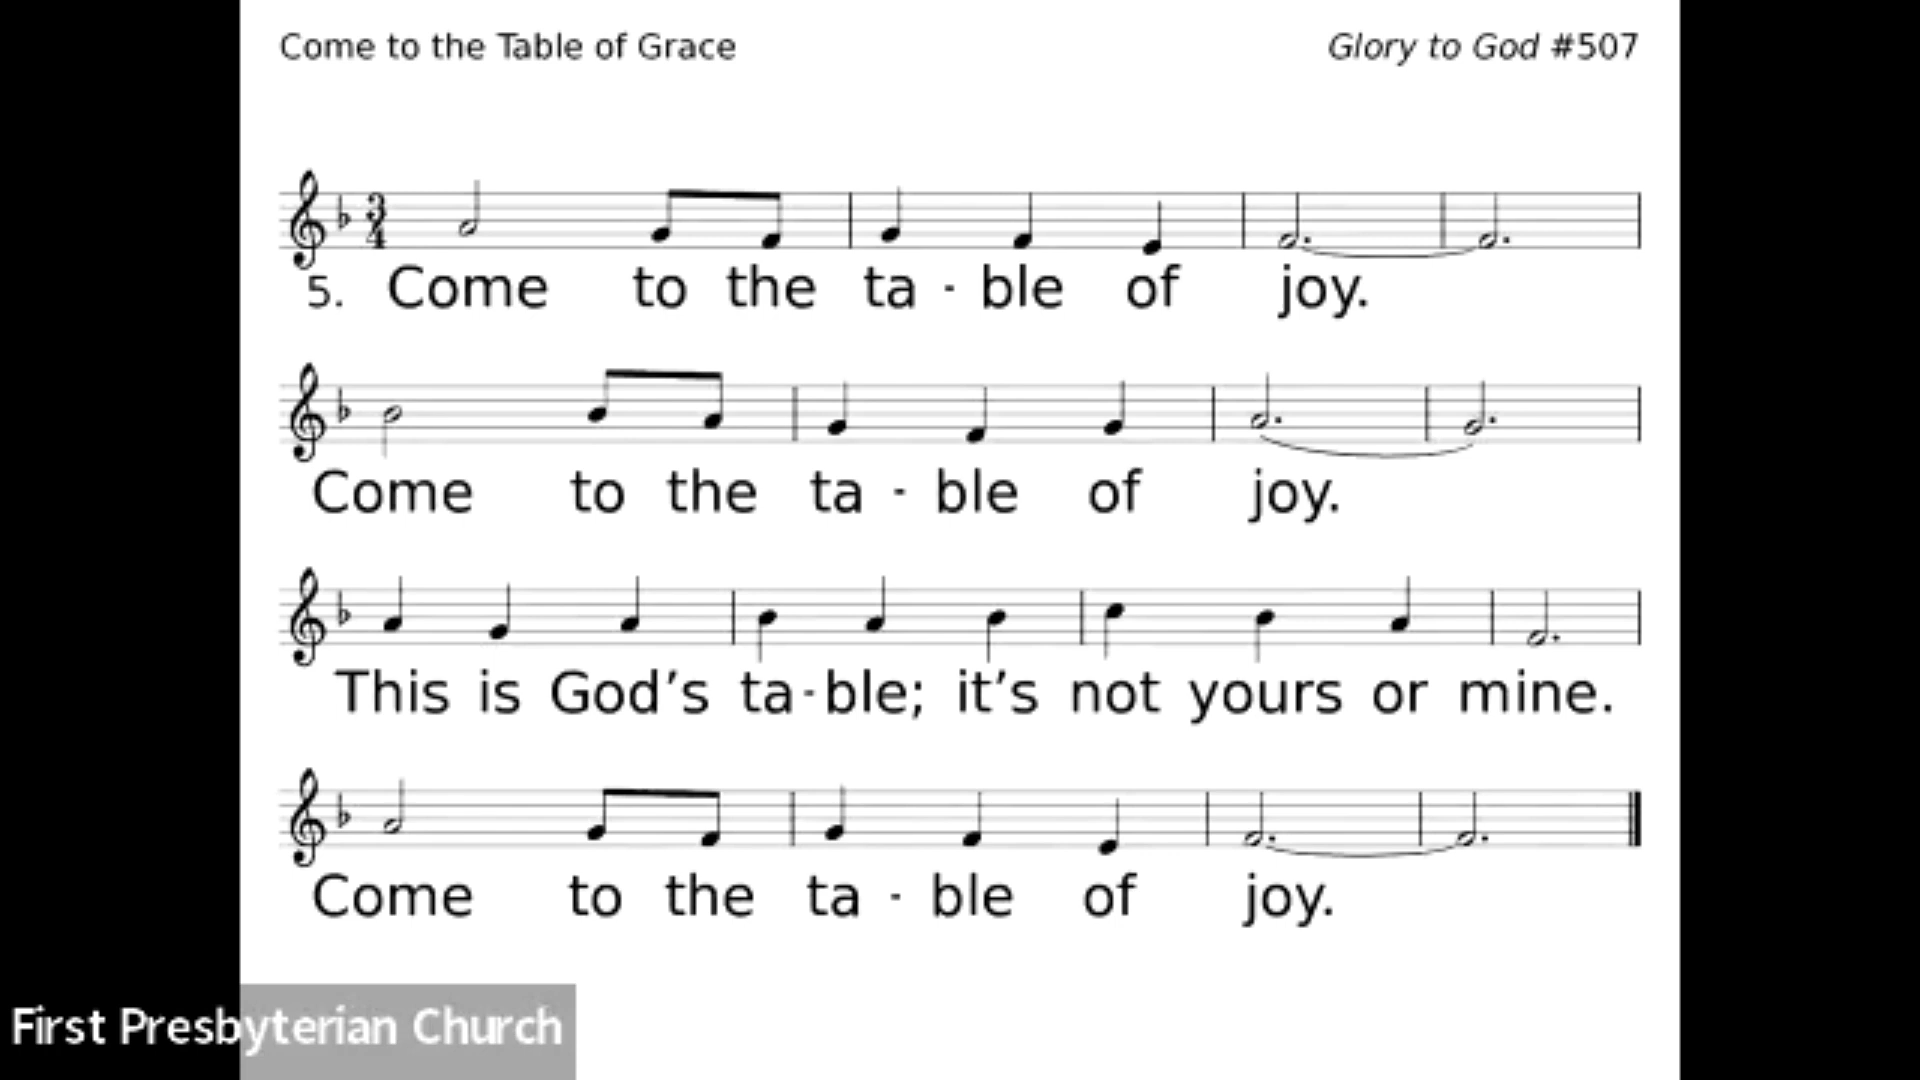 Come to the Table of Grace Glory to God #507
5. Come to the ta - ble of joy.
Come to the ta - ble of joy.
This is God’s ta - ble; it’s not yours or mine.
Come to the ta - ble of joy.
First Presbyterian Church